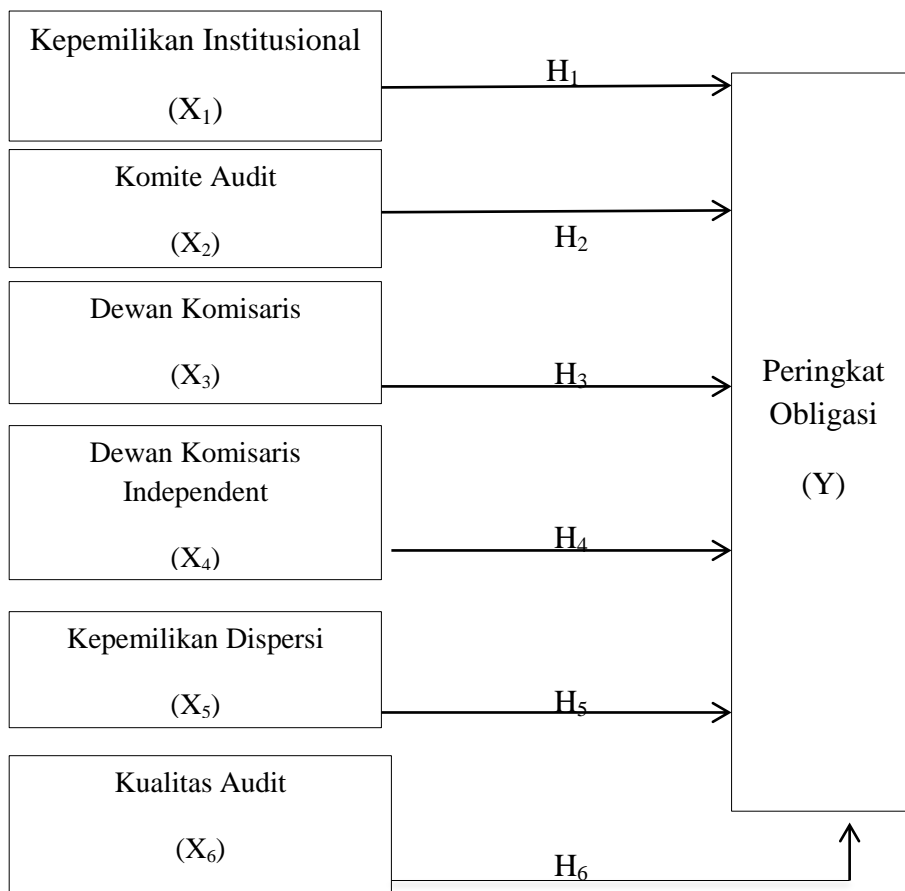 Kepemilikan Institusional
(X₁)
H₁
Komite Audit
(X₂)
H₂
Dewan Komisaris
(X₃)
H₃
Dewan Komisaris
Independent
(X₄)
H₄
Kepemilikan Dispersi
(X₅)
H₅
Kualitas Audit
(X₆)
H₆
Peringkat
Obligasi
(Y)